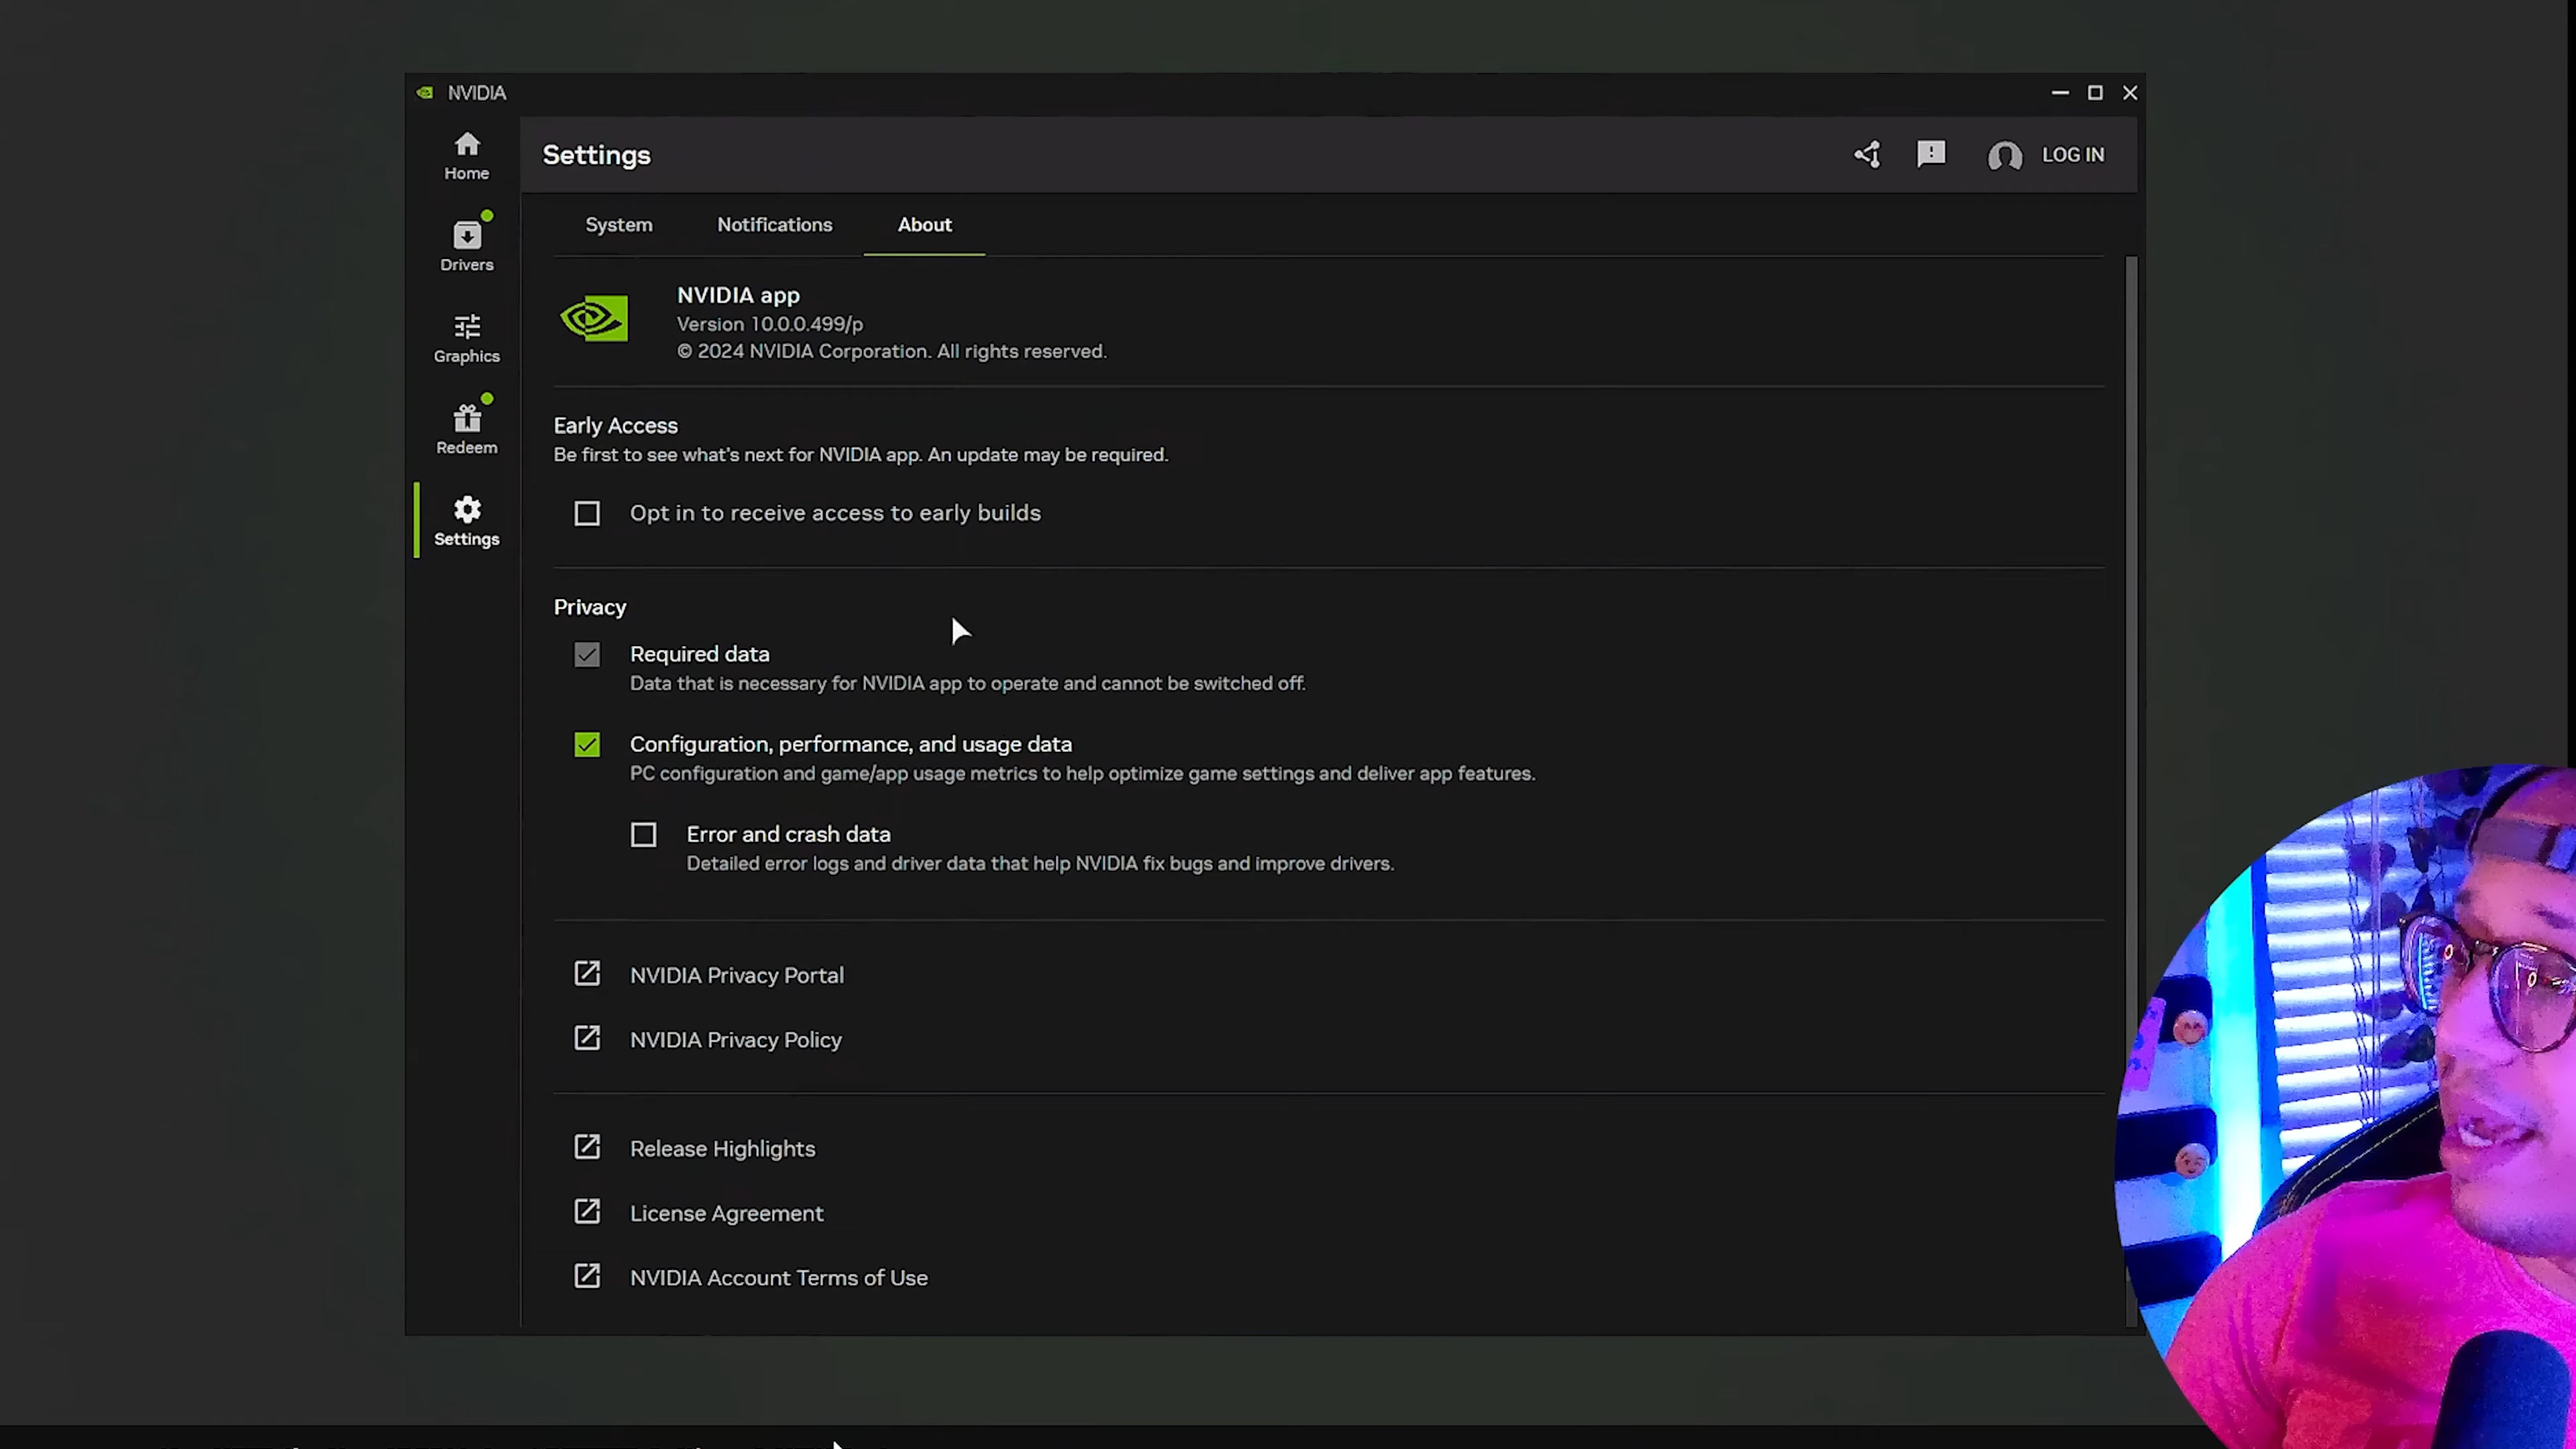 NVIDIA
Home
Drivers
Graphics
Redeem
Settings
Settings
LOG IN
System
Notifications
About
NVIDIA app
Version 10.0.0.499/p
© 2024 NVIDIA Corporation. All rights reserved.
Early Access
Be first to see what's next for NVIDIA app. An update may be required.
Opt in to receive access to early builds
Privacy
Required data
Data that is necessary for NVIDIA app to operate and cannot be switched off.
Configuration, performance, and usage data
PC configuration and game/app usage metrics to help optimize game settings and deliver app features.
Error and crash data
Detailed error logs and driver data that help NVIDIA fix bugs and improve drivers.
NVIDIA Privacy Portal
NVIDIA Privacy Policy
Release Highlights
License Agreement
NVIDIA Account Terms of Use